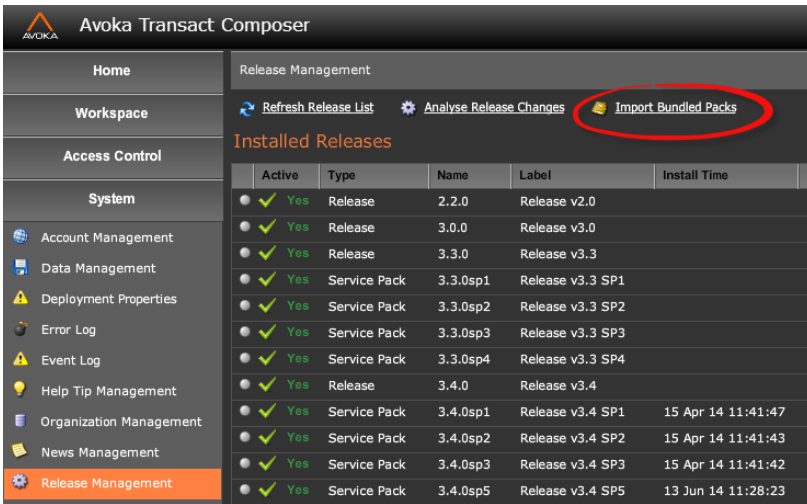 AVOKA
Avoka Transact Composer
Home
Workspace
Access Control
System
Account Management
Data Management
Deployment Properties
Error Log
Event Log
Help Tip Management
Organization Management
News Management
Release Management
Release Management
Refresh Release List Analyse Release Changes Import Bundled Packs
Installed Releases
Active Type Name Label Install Time
Yes Release 2.2.0 Release v2.0
Yes Release 3.0.0 Release v3.0
Yes Release 3.3.0 Release v3.3
Yes Service Pack 3.3.0sp1 Release v3.3 SP1
Yes Service Pack 3.3.0sp2 Release v3.3 SP2
Yes Service Pack 3.3.0sp3 Release v3.3 SP3
Yes Service Pack 3.3.0sp4 Release v3.3 SP4
Yes Release 3.4.0 Release v3.4
Yes Service Pack 3.4.0sp1 Release v3.4 SP1 15 Apr 14 11:41:47
Yes Service Pack 3.4.0sp2 Release v3.4 SP2 15 Apr 14 11:41:43
Yes Service Pack 3.4.0sp3 Release v3.4 SP3 15 Apr 14 11:41:42
Yes Service Pack 3.4.0sp5 Release v3.4 SP5 13 Jun 14 11:28:23